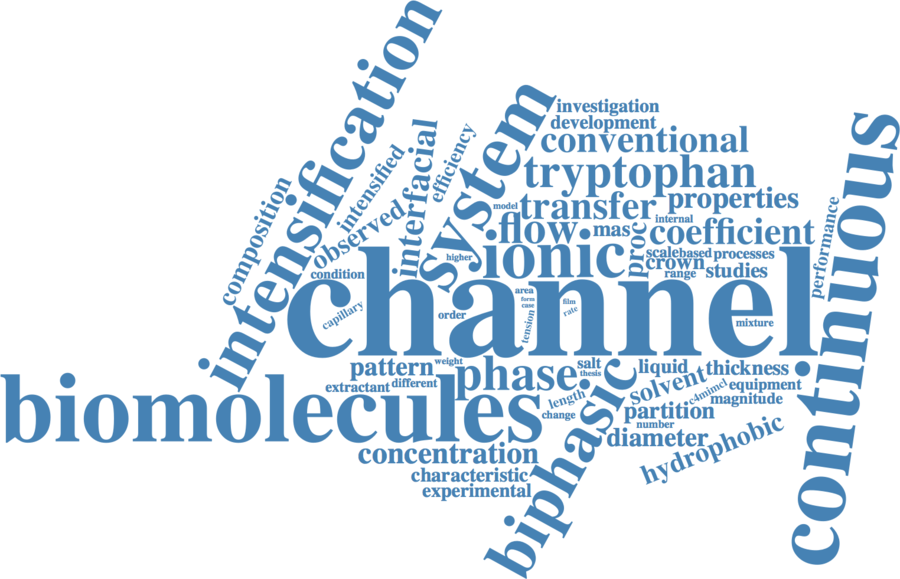 intensification
system
investigation
development
conventional
continuous
tryptophan
composition
intensified
observed
interfacial
efficiency
model
transfer
properties
internal
performance
flow
mas
proc
coefficient
higher
ionic
scalebased
processes
crown
range
studies
condition
channel
capillary
order
area
form
case
tension
film
rate
mixture
pattern
weight
phase
salt
thesis
liquid
thickness
extractant
different
biomolecules
length
change
biphasic
solvent
c4mimcl
equipment
magnitude
partition
number
diameter
concentration
hydrophobic
characteristic
experimental